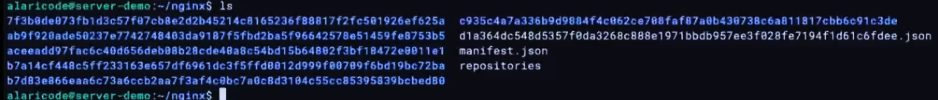 alaricode@server-demo:~/nginx$ ls
7f3b0de073fb1d3c57f07cb8e2d2b45214c8165236f88817f2fc501926ef625a c935c4a7a336b9d9884f4c062ce708faf87a0b430738c6a811817cbb6c91c3de
ab9f920ade50237e7742748403da9187f5fbd2ba5f96642578e51459fe8753b5 d1a364dc548d5357f0da3268c888e1971bbdb957ee3f028fe7194f1d61c6fdee.json
aceeadd97fac6c40d656deb08b28cde40a8c54bd15b64802f3bf18472e0011e1 manifest.json
b7a14cf448c5ff233163e657df6961dc3f5ffd0012d999f00709f6bd19bc72ba repositories
b7d83e866eaa6c73a6ccb2aa7f3af4c0bc7a0c8d3104c55cc85395839bcbed80
alaricode@server-demo:~/nginx$